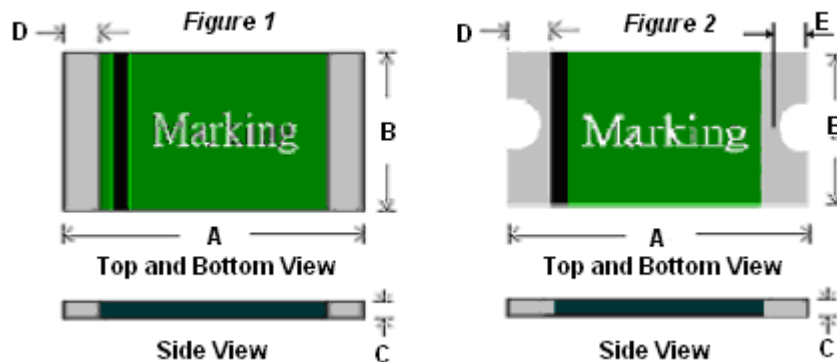 Figure 1
D
Marking
B
A
Top and Bottom View
Side View
C
Figure 2
D
E
Marking
B
A
Top and Bottom View
Side View
C